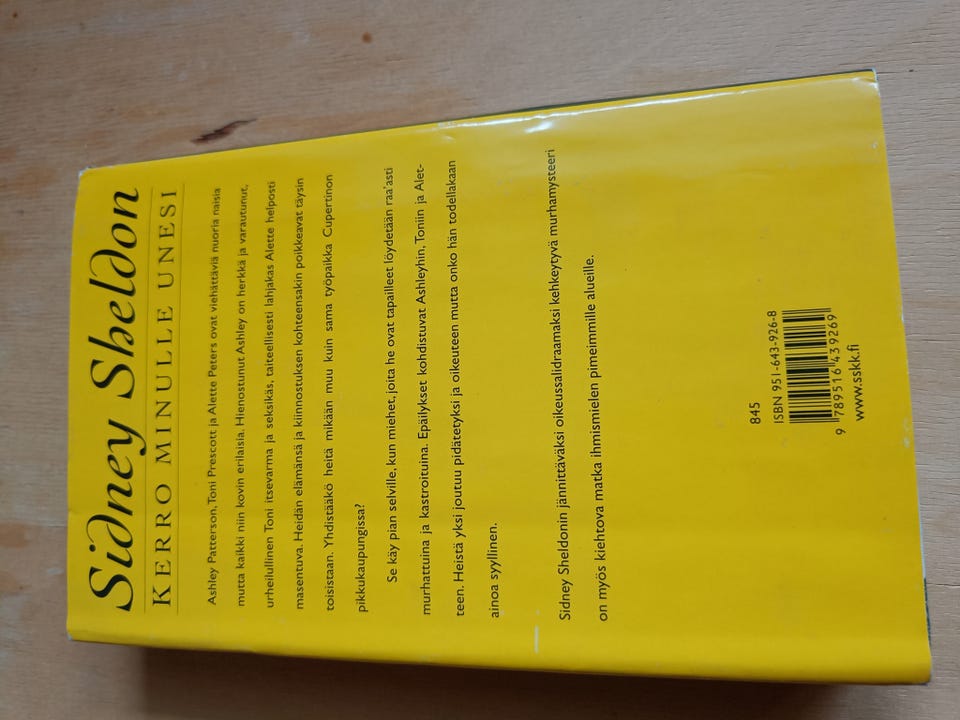 Sidney Sheldon
KERRO MINULLE UNESI
Ashley Patterson, Toni Prescott ja Alette Peters ovat viehättäviä nuoria naisia
mutta kaikki niin kovin erilaisia. Hienostunut Ashley on herkkä ja varautunut,
urheilullinen Toni itsevarma ja seksikäs, taiteellisesti lahjakas Alette helposti
masentuva. Heidän elämänsä ja kiinnostuksen kohteensakin poikkeavat täysin
toisistaan. Yhdistääkö heitä mikään muu kuin sama työpaikka Cupertinon
pikkukaupungissa?
Se käy pian selville, kun miehet, joita he ovat tapailleet löydetään raa'asti
murhattuina ja kastroituina. Epäilykset kohdistuvat Ashleyhin, Toniin ja Alet-
teen. Heistä yksi joutuu pidätetyksi ja oikeuteen mutta onko hän todellakaan
ainoa syyllinen.
Sidney Sheldonin jännittäväksi oikeussalidraamaksi kehkeytyvä murhamysteeri
on myös kiehtova matka ihmismielen pimeimmille alueille.
845
ISBN 951-643-926-8
9 789516 439269
www.sskk.fi